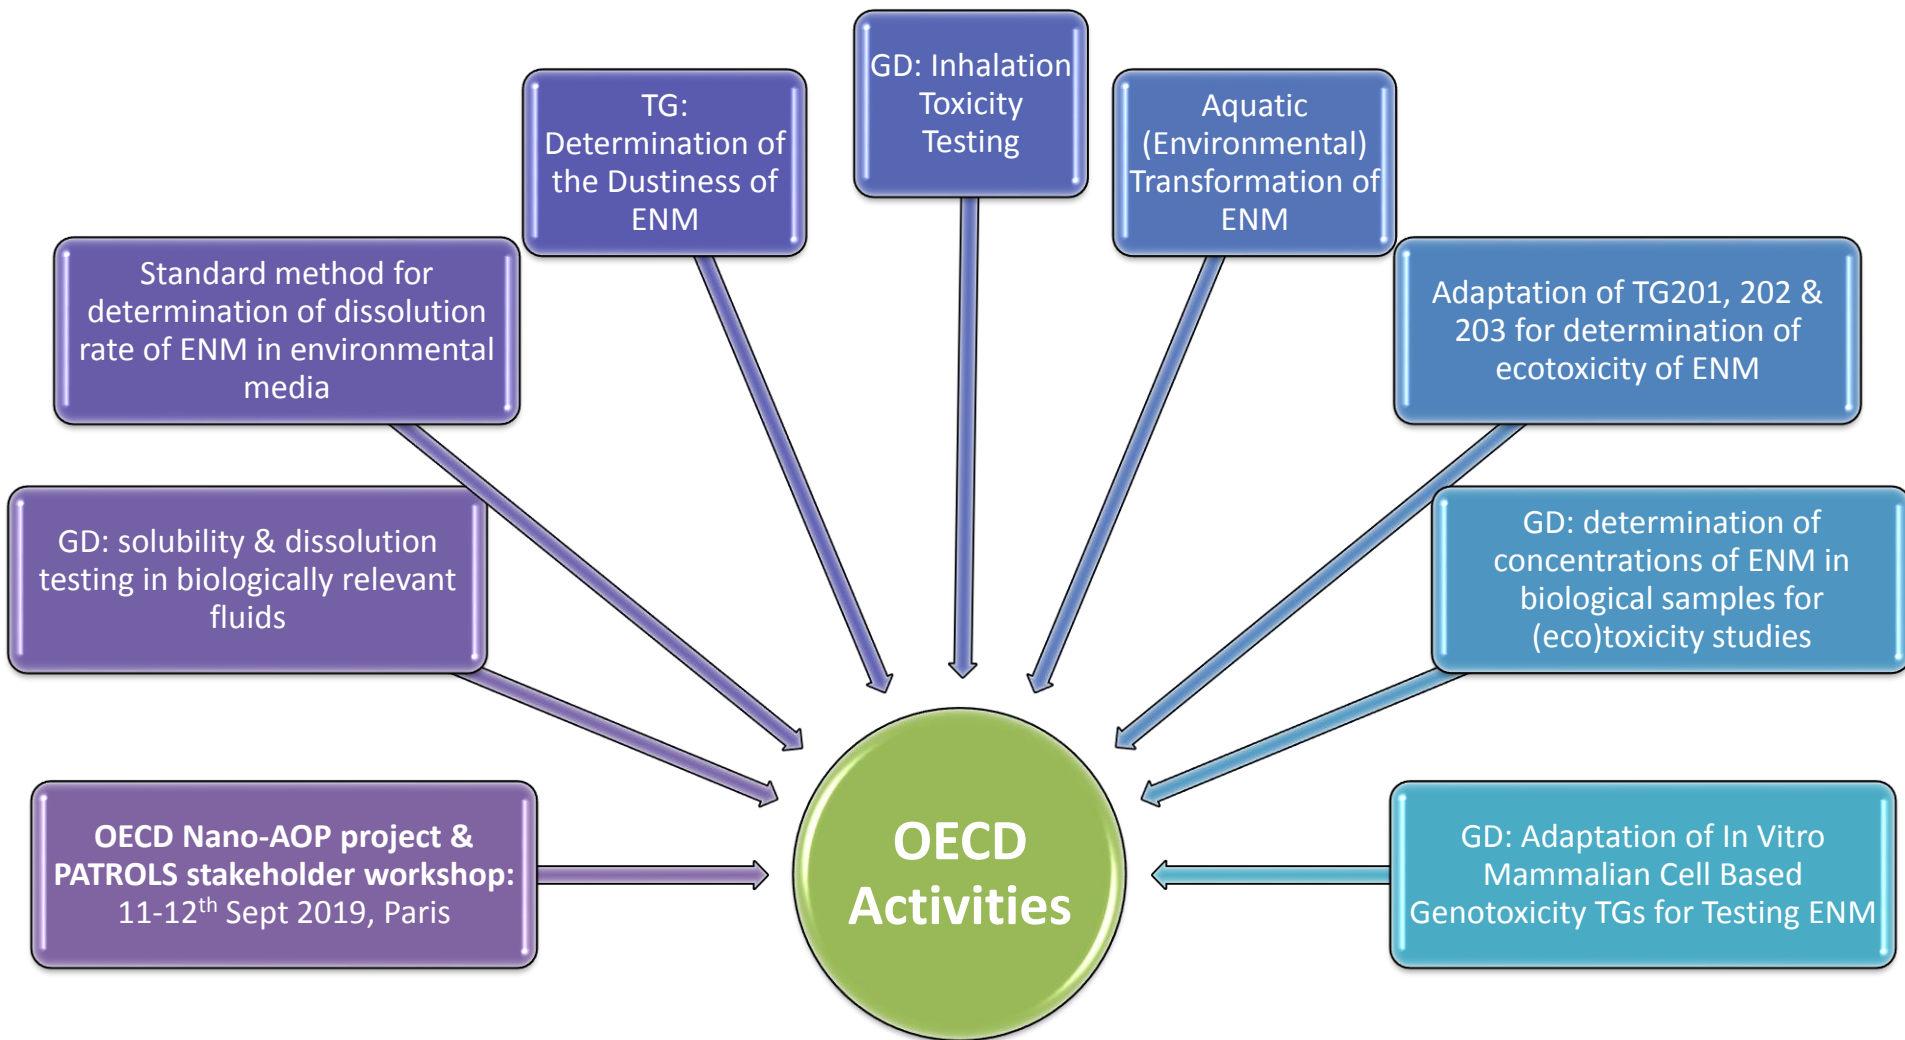 GD: Inhalation
Toxicity
Testing
TG:
Determination of
the Dustiness of
ENM
Aquatic
(Environmental)
Transformation of
ENM
Standard method for
determination of dissolution
rate of ENM in environmental
media
Adaptation of TG201, 202 &
203 for determination of
ecotoxicity of ENM
GD: solubility & dissolution
testing in biologically relevant
fluids
GD: determination of
concentrations of ENM in
biological samples for
(eco)toxicity studies
OECD Nano-AOP project &
PATROLS stakeholder workshop:
11-12th Sept 2019, Paris
OECD
Activities
GD: Adaptation of In Vitro
Mammalian Cell Based
Genotoxicity TGs for Testing ENM